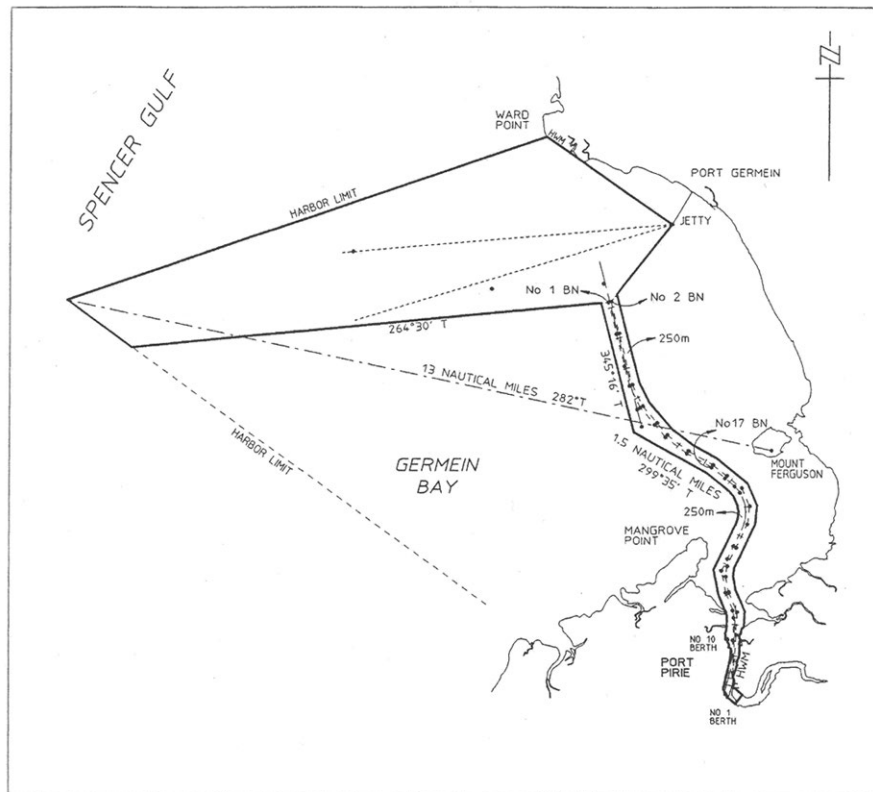 N
SPENCER GULF
WARD
POINT
HWM
PORT GERMEIN
HARBOR LIMIT
JETTY
No 1 BN
No 2 BN
264°30' T
250m
345°16' T
13 NAUTICAL MILES 282°T
No17 BN
HARBOR LIMIT
1.5 NAUTICAL MILES
299°35' T
MOUNT
FERGUSON
GERMEIN
BAY
250m
MANGROVE
POINT
NO 10
BERTH
PORT
PIRIE
HWM
NO 1
BERTH